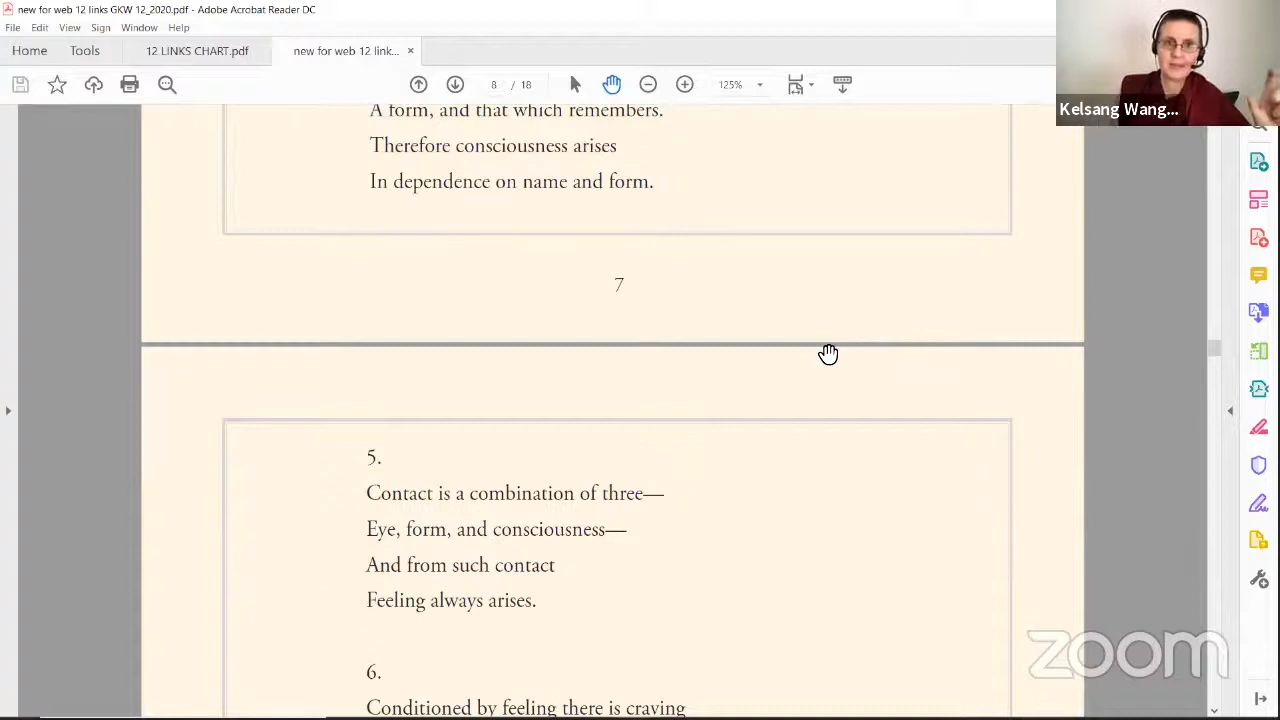 new for web 12 links GKW 12_2020.pdf - Adobe Acrobat Reader DC
File Edit View Sign Window Help
Home Tools 12 LINKS CHART.pdf new for web 12 link... ×
8 / 18 125%
Kelsang Wang...
A form, and that which remembers.
Therefore consciousness arises
In dependence on name and form.
7
5.
Contact is a combination of three—
Eye, form, and consciousness—
And from such contact
Feeling always arises.
6.
Conditioned by feeling there is craving
zoom